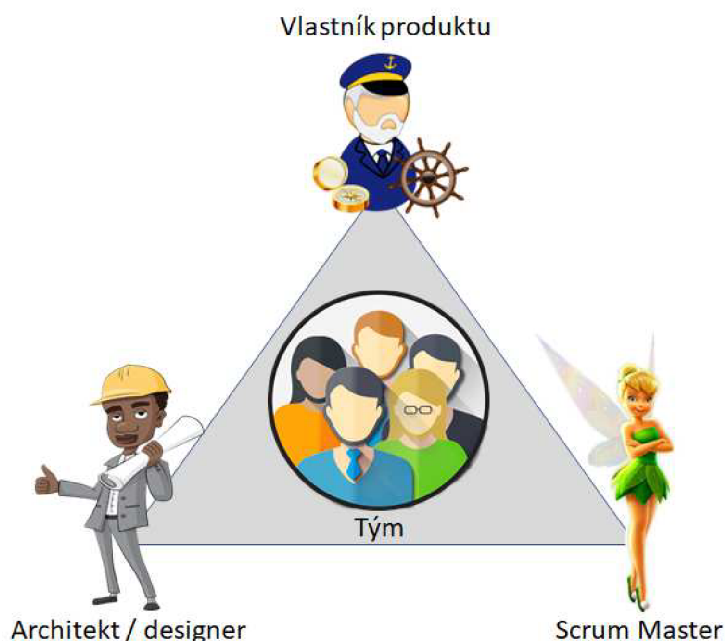 Vlastník produktu
Tým
Architekt / designer
Scrum Master